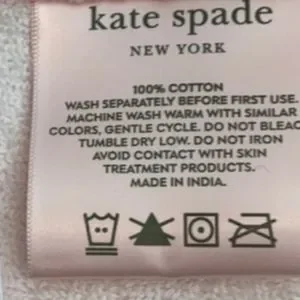 kate spade
NEW YORK
100% COTTON
WASH SEPARATELY BEFORE FIRST USE.
MACHINE WASH WARM WITH SIMILAR
COLORS, GENTLE CYCLE. DO NOT BLEAC
TUMBLE DRY LOW. DO NOT IRON
AVOID CONTACT WITH SKIN
TREATMENT PRODUCTS.
MADE IN INDIA.